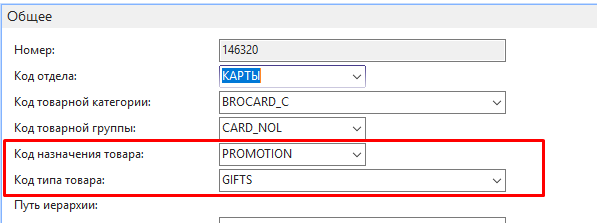 Общее
Номер: 146320
Код отдела: КАРТЫ
Код товарной категории: BROCARD_C
Код товарной группы: CARD_NOL
Код назначения товара: PROMOTION
Код типа товара: GIFTS
Путь иерархии: